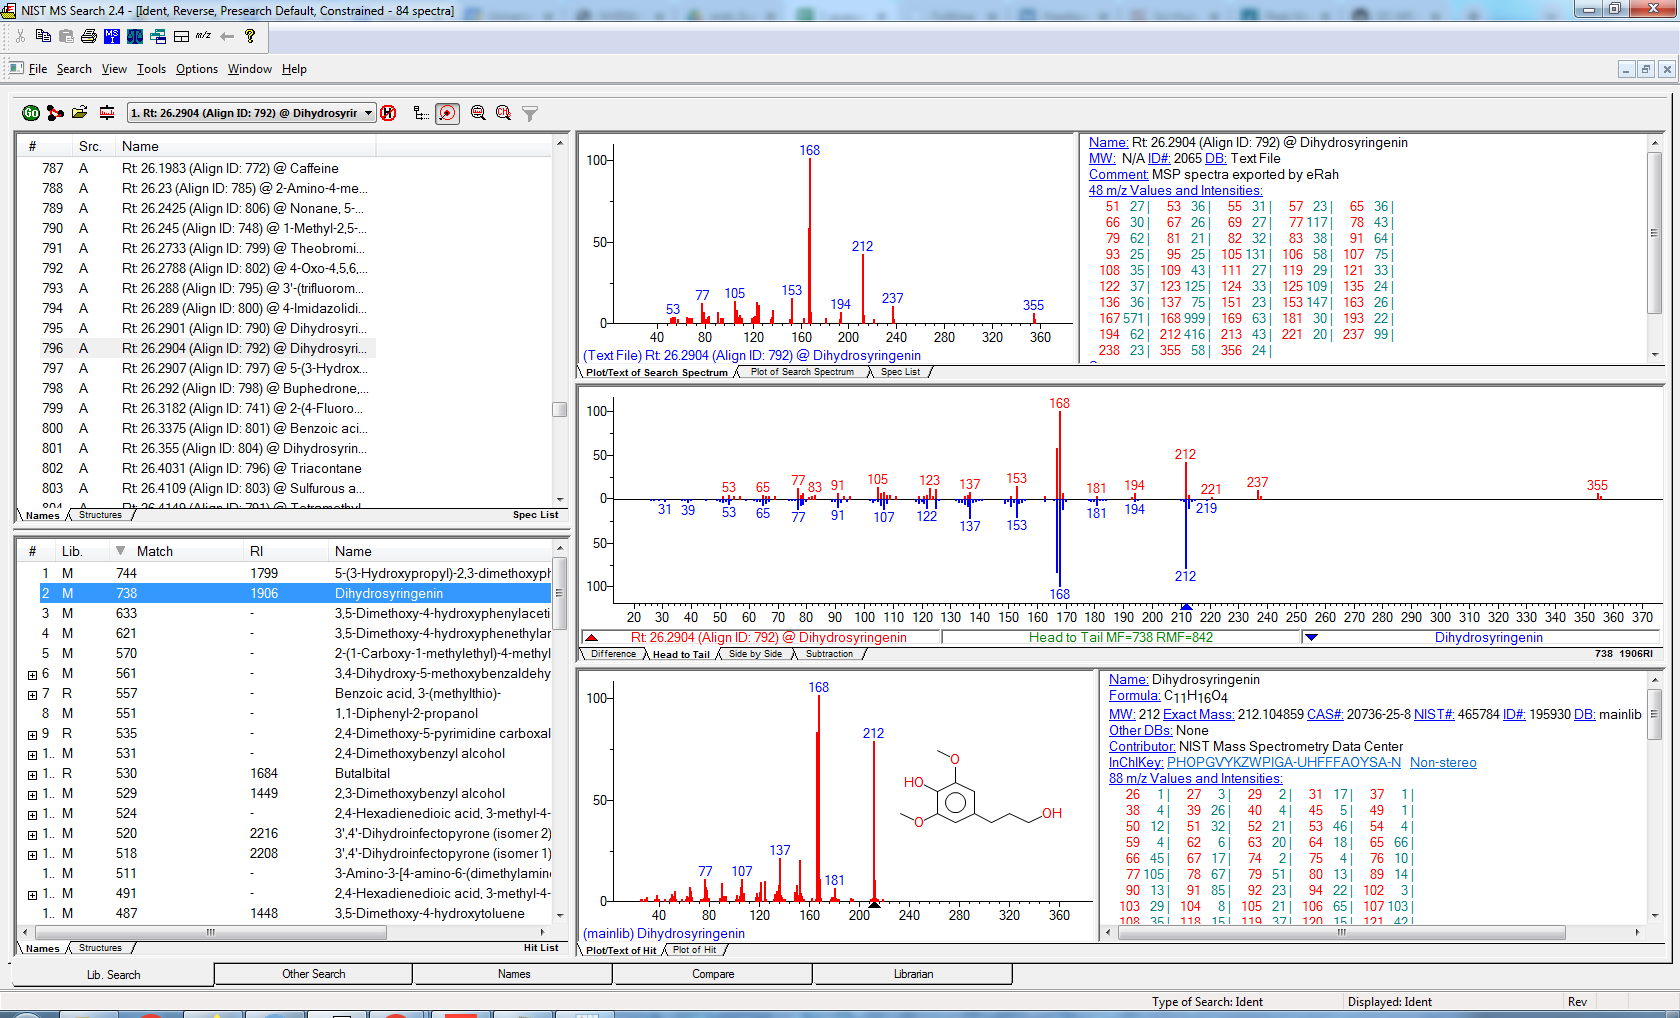 NIST MS Search 2.4 - [Ident, Reverse, Presearch Default, Constrained - 84 spectra]
File Search View Tools Options Window Help
1. Rt: 26.2904 (Align ID: 792) @ Dihydrosyrir
# Src. Name
787 A Rt: 26.1983 (Align ID: 772) @ Caffeine
788 A Rt: 26.23 (Align ID: 785) @ 2-Amino-4-me...
789 A Rt: 26.2425 (Align ID: 806) @ Nonane, 5-...
790 A Rt: 26.245 (Align ID: 748) @ 1-Methyl-2,5-...
791 A Rt: 26.2733 (Align ID: 799) @ Theobromi...
792 A Rt: 26.2788 (Align ID: 802) @ 4-Oxo-4,5,6,...
793 A Rt: 26.288 (Align ID: 795) @ 3'-(trifluorom...
794 A Rt: 26.289 (Align ID: 800) @ 4-Imidazolidi...
795 A Rt: 26.2901 (Align ID: 790) @ Dihydrosyri...
796 A Rt: 26.2904 (Align ID: 792) @ Dihydrosyri...
797 A Rt: 26.2907 (Align ID: 797) @ 5-(3-Hydrox...
798 A Rt: 26.292 (Align ID: 798) @ Buphedrone,...
799 A Rt: 26.3182 (Align ID: 741) @ 2-(4-Fluoro...
800 A Rt: 26.3375 (Align ID: 801) @ Benzoic aci...
801 A Rt: 26.355 (Align ID: 804) @ Dihydrosyrin...
802 A Rt: 26.4031 (Align ID: 796) @ Triacontane
803 A Rt: 26.4109 (Align ID: 803) @ Sulfurous a...
804 A Rt: 26.4149 (Align ID: 791) @ Tetramethyl...
Names Structures Spec List
# Lib. Match RI Name
1 M 744 1799 5-(3-Hydroxypropyl)-2,3-dimethoxyph
2 M 738 1906 Dihydrosyringenin
3 M 633 - 3,5-Dimethoxy-4-hydroxyphenylaceti
4 M 621 - 3,5-Dimethoxy-4-hydroxyphenethylar
5 M 570 - 2-(1-Carboxy-1-methylethyl)-4-methyl
6 M 561 - 3,4-Dihydroxy-5-methoxybenzaldehy
7 R 557 - Benzoic acid, 3-(methylthio)-
8 M 551 - 1,1-Diphenyl-2-propanol
9 R 535 - 2,4-Dimethoxy-5-pyrimidine carboxal
1.. M 531 - 2,4-Dimethoxybenzyl alcohol
1.. R 530 1684 Butalbital
1.. M 529 1449 2,3-Dimethoxybenzyl alcohol
1.. M 524 - 2,4-Hexadienedioic acid, 3-methyl-4-
1.. M 520 2216 3',4'-Dihydroinfectopyrone (isomer 2)
1.. M 518 2208 3',4'-Dihydroinfectopyrone (isomer 1)
1.. M 511 - 3-Amino-3-[4-amino-6-(dimethylamin
1.. M 491 - 2,4-Hexadienedioic acid, 3-methyl-4-
1.. M 487 1448 3,5-Dimethoxy-4-hydroxytoluene
Names Structures Hit List
100 50 0
53 77 105 153 168 194 212 237 355
40 80 120 160 200 240 280 320 360
(Text File) Rt: 26.2904 (Align ID: 792) @ Dihydrosyringenin
Plot/Text of Search Spectrum Plot of Search Spectrum Spec List
Name: Rt: 26.2904 (Align ID: 792) @ Dihydrosyringenin
MW: N/A ID#: 2065 DB: Text File
Comment: MSP spectra exported by eRah
48 m/z Values and Intensities:
51 27| 53 36| 55 31| 57 23| 65 36|
66 30| 67 26| 69 27| 77 117| 78 43|
79 62| 81 21| 82 32| 83 38| 91 64|
93 25| 95 25| 105 131| 106 58| 107 75|
108 35| 109 43| 111 27| 119 29| 121 33|
122 37| 123 125| 124 33| 125 109| 135 24|
136 36| 137 75| 151 23| 153 147| 163 26|
167 571| 168 999| 169 63| 181 30| 193 22|
194 62| 212 416| 213 43| 221 20| 237 99|
238 23| 355 58| 356 24|
100 50 0 50 100
53 65 77 83 91 105 123 137 153 168 181 194 212 221 237 355
31 39 53 65 77 91 107 122 137 153 168 181 194 212 219
20 30 40 50 60 70 80 90 100 110 120 130 140 150 160 170 180 190 200 210 220 230 240 250 260 270 280 290 300 310 320 330 340 350 360 370
Rt: 26.2904 (Align ID: 792) @ Dihydrosyringenin Head to Tail MF=738 RMF=842 Dihydrosyringenin
Difference Head to Tail Side by Side Subtraction 738 1906RI
100 50 0
77 107 137 168 181 212
HO O O OH
40 80 120 160 200 240 280 320 360
(mainlib) Dihydrosyringenin
Plot/Text of Hit Plot of Hit
Name: Dihydrosyringenin
Formula: C11H16O4
MW: 212 Exact Mass: 212.104859 CAS#: 20736-25-8 NIST#: 465784 ID#: 195930 DB: mainlib
Other DBs: None
Contributor: NIST Mass Spectrometry Data Center
InChIKey: PHOPGVYKZWPIGA-UHFFFAOYSA-N Non-stereo
88 m/z Values and Intensities:
26 1| 27 3| 29 2| 31 17| 37 1|
38 4| 39 26| 40 4| 45 5| 49 1|
50 12| 51 32| 52 21| 53 46| 54 4|
59 4| 62 6| 63 20| 64 18| 65 66|
66 45| 67 17| 74 2| 75 4| 76 10|
77 105| 78 67| 79 51| 80 13| 89 14|
90 13| 91 85| 92 23| 94 22| 102 3|
103 29| 104 8| 105 21| 106 65| 107 103|
108 35| 118 15| 119 37| 120 15| 121 42|
Lib. Search Other Search Names Compare Librarian
Type of Search: Ident Displayed: Ident Rev